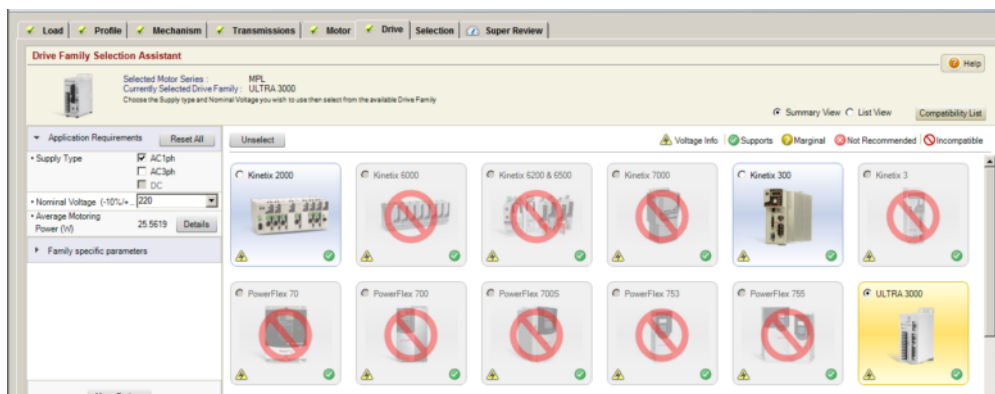 Load Profile Mechanism Transmissions Motor Drive Selection Super Review
Drive Family Selection Assistant
Help
Selected Motor Series : MPL
Currently Selected Drive Family : ULTRA 3000
Choose the Supply type and Nominal Voltage you wish to use then select from the available Drive Family
Summary View List View Compatibility List
Application Requirements Reset All
Unselect
Voltage Info Supports Marginal Not Recommended Incompatible
Supply Type AC1ph
AC3ph
DC
Nominal Voltage (-10%/+... 220
Average Motoring
Power (W) 25.5619 Details
Family specific parameters
Kinetix 2000 Kinetix 6000 Kinetix 6200 & 6500 Kinetix 7000 Kinetix 300 Kinetix 3
PowerFlex 70 PowerFlex 700 PowerFlex 700S PowerFlex 753 PowerFlex 755 ULTRA 3000